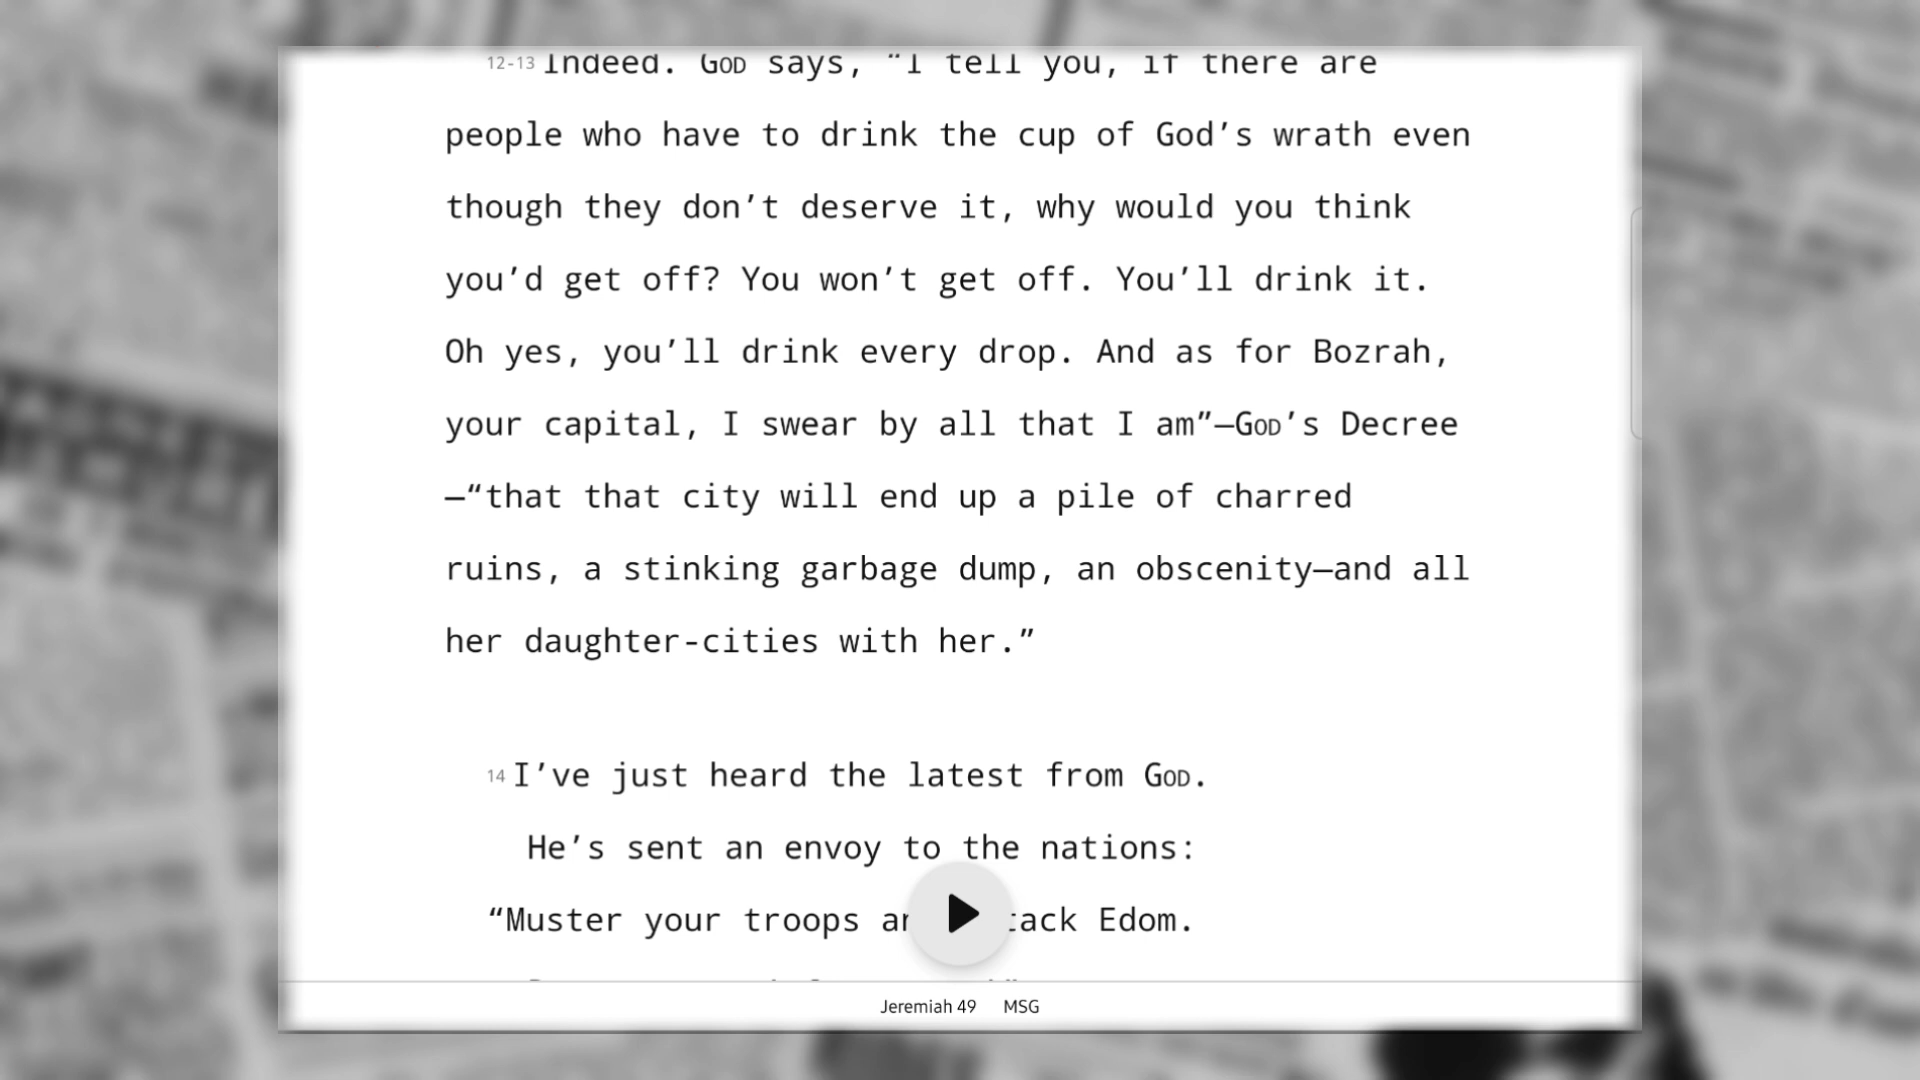 12-13 Indeed. GOD says, “I tell you, if there are
people who have to drink the cup of God’s wrath even
though they don’t deserve it, why would you think
you’d get off? You won’t get off. You’ll drink it.
Oh yes, you’ll drink every drop. And as for Bozrah,
your capital, I swear by all that I am”—GOD’s Decree
—“that that city will end up a pile of charred
ruins, a stinking garbage dump, an obscenity—and all
her daughter-cities with her.”
14 I’ve just heard the latest from GOD.
He’s sent an envoy to the nations:
“Muster your troops Edom.
Jeremiah 49 MSG